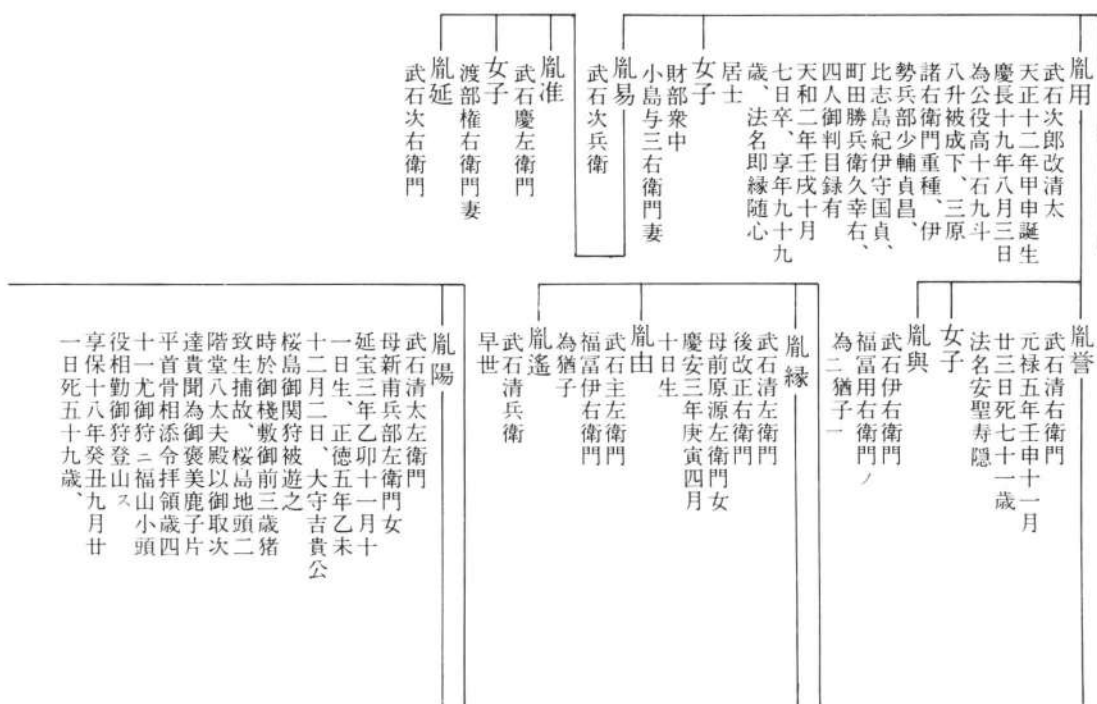 胤用
武石次郎改清太
天正十二年甲申誕生
慶長十九年八月三日
為公役高十石九斗
八升被成下、三原
諸右衛門重種、伊
勢兵部少輔貞昌、
比志島紀伊守国貞、
町田勝兵衛久幸右、
四人御判目録有
天和二年壬戌十月
七日卒、享年九十九
歳、法名即縁随心
居士
女子
財部衆中
小島与三右衛門妻
胤易
武石次兵衛
胤准
武石慶左衛門
女子
渡部権右衛門妻
胤延
武石次右衛門
胤誉
武石清右衛門
元禄五年壬申十一月
廿三日死七十一歳
法名安聖寿隠
女子
胤與
武石伊右衛門
福冨用右衛門ノ
為二猶子一
胤縁
武石清左衛門
後改正右衛門
母前原源左衛門女
慶安三年庚寅四月
十日生
胤由
武石主左衛門
福冨伊右衛門
為猶子
胤遙
武石清兵衛
早世
胤陽
武石清太左衛門
母新甫兵部左衛門女
延宝三年乙卯十一月十
一日生、正徳五年乙未
十二月二日、大守吉貴公
桜島御関狩被遊之
時於御棧敷御前三歳猪
致生捕故、桜島地頭二
階堂八太夫殿以御取次
達貴聞為御褒美鹿子片
平首骨相添令拝領歳四
十一尤御狩ニ福山小頭
役相勤御狩登山ス
享保十八年癸丑九月廿
一日死五十九歳、